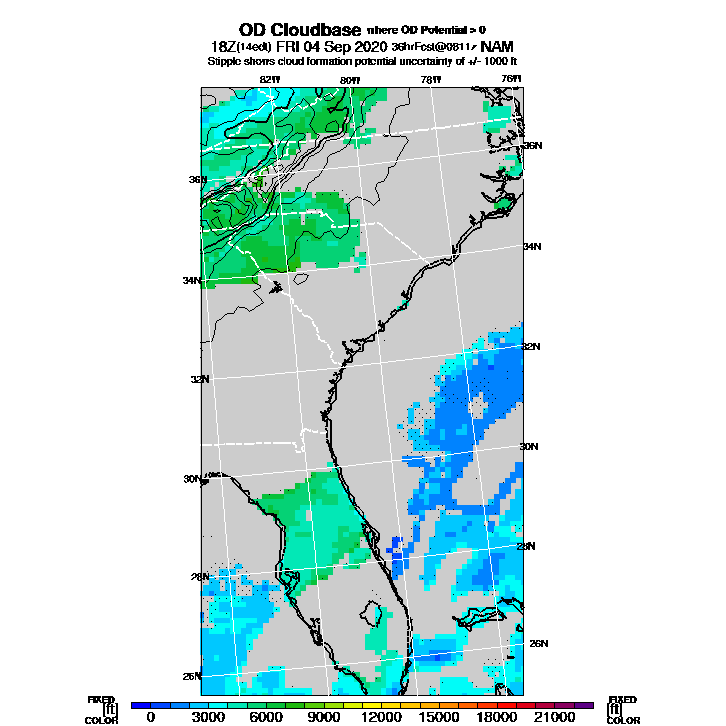 OD Cloudbase where OD Potential > 0
18Z(14edt) FRI 04 Sep 2020 36hrFcst@0611z NAM
Stipple shows cloud formation potential uncertainty of +/- 1000 ft
82W 80W 78W 76W
36N
36N
34N
34N
32N
32N
30N
30N
28N
28N
26N
26N
FIXED FIXED
[ft] [ft]
COLOR COLOR
0 3000 6000 9000 12000 15000 18000 21000